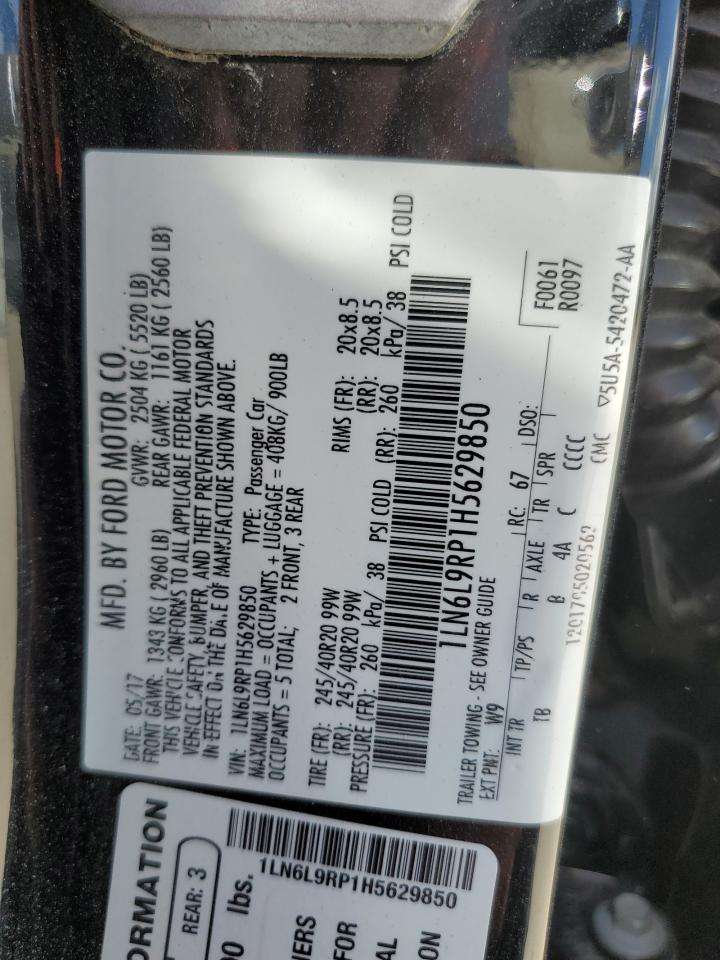 MFD. BY FORD MOTOR CO.
DATE: 05/17 GVWR: 2504 KG ( 5520 LB)
FRONT GAWR: 1343 KG ( 2960 LB) REAR GAWR: 1161 KG ( 2560 LB)
THIS VEHICLE CONFORMS TO ALL APPLICABLE FEDERAL MOTOR
VEHICLE SAFETY, BUMPER, AND THEFT PREVENTION STANDARDS
IN EFFECT ON THE DATE OF MANUFACTURE SHOWN ABOVE.
VIN: 1LN6L9RP1H5629850 TYPE: Passenger Car
MAXIMUM LOAD = OCCUPANTS + LUGGAGE = 408KG/ 900LB
OCCUPANTS = 5 TOTAL; 2 FRONT, 3 REAR
TIRE (FR): 245/40R20 99W RIMS (FR): 20x8.5
(RR): 245/40R20 99W (RR): 20x8.5
PRESSURE (FR): 260 kPa/ 38 PSI COLD (RR): 260 kPa/ 38 PSI COLD
1LN6L9RP1H5629850
TRAILER TOWING - SEE OWNER GUIDE
EXT PNT: W9 RC: 67 DSO: F0061
R0097
INT TR TP/PS R AXLE TR SPR
TB B 4A C CCCC
12017052029562 CMC ▽5U5A-5420472-AA
ORMATION
REAR: 3
lbs.
1LN6L9RP1H5629850
FOR
ON